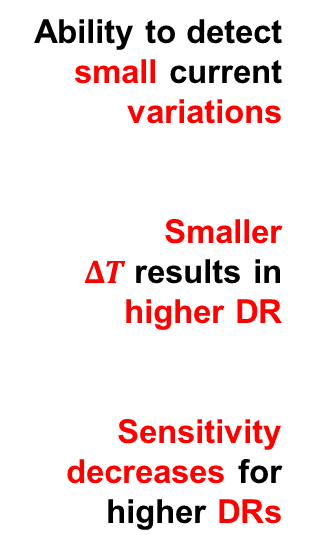 Ability to detect
small current
variations
Smaller
ΔT results in
higher DR
Sensitivity
decreases for
higher DRs